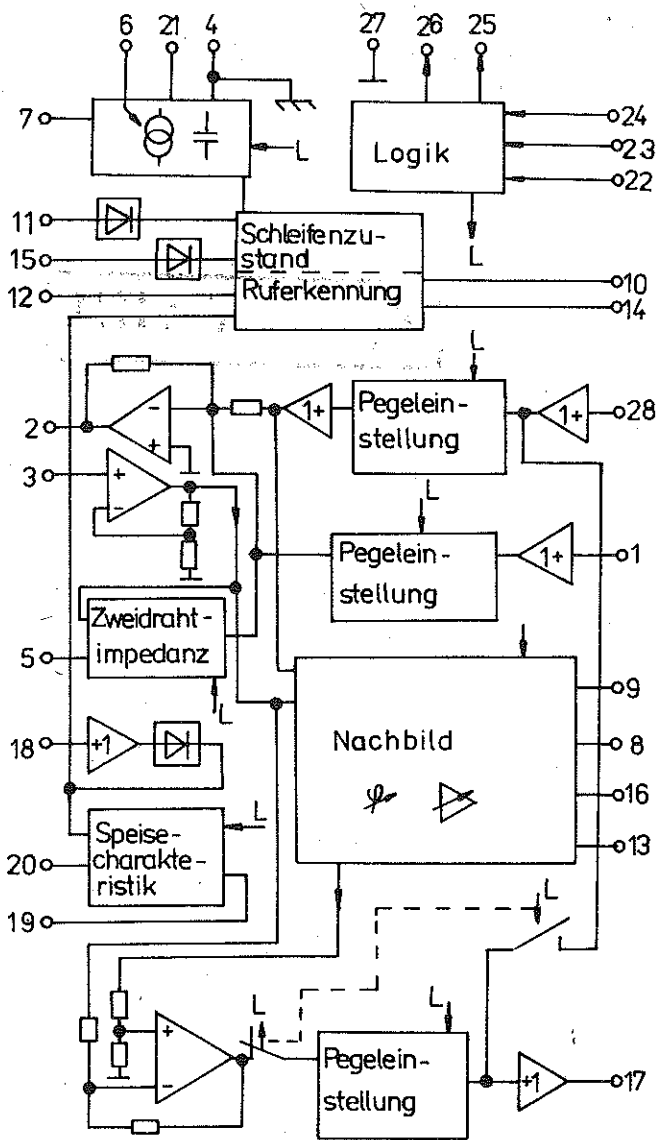 6 21 4 27 26 25
7
L
Logik
24
23
22
L
11
15
12
Schleifenzu-
stand
Ruferkennung
10
14
L
2
-
+
1+
Pegelein-
stellung
1+
28
3
+
-
L
Pegelein-
stellung
1+
1
Zweidraht-
impedanz
5
L
Nachbild
φ
9
8
16
13
18
+1
Speise-
charakte-
ristik
L
20
19
L
+
-
L
L
Pegelein-
stellung
+1
17